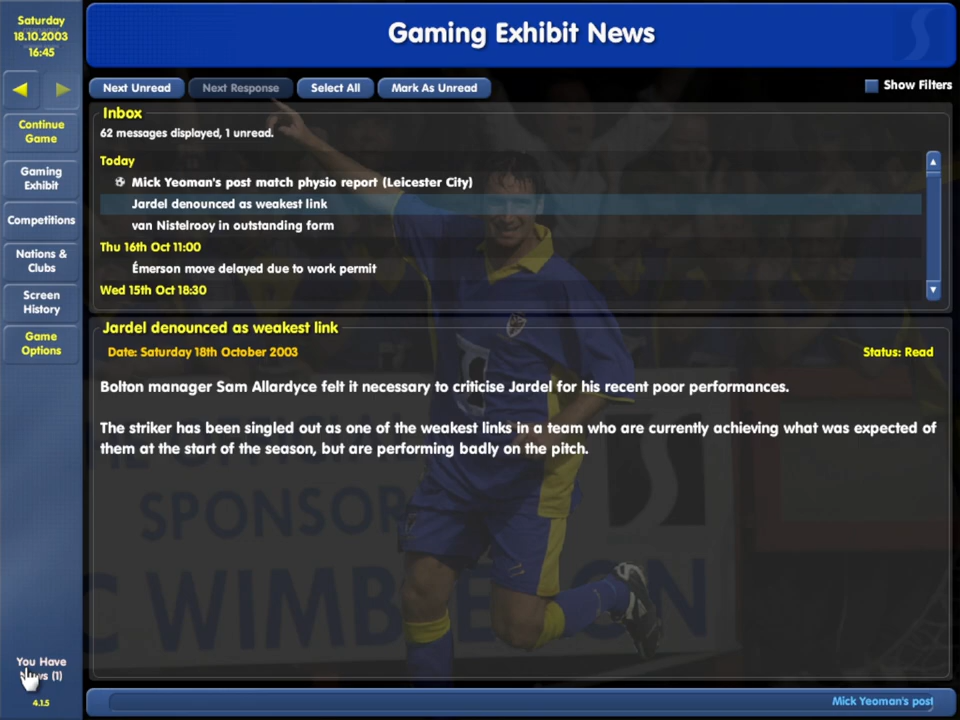 Saturday
18.10.2003
16:45
Gaming Exhibit News
Next Unread
Next Response
Select All
Mark As Unread
Show Filters
Continue
Game
Gaming
Exhibit
Competitions
Nations &
Clubs
Screen
History
Game
Options
Inbox
62 messages displayed, 1 unread.
Today
Mick Yeoman's post match physio report (Leicester City)
Jardel denounced as weakest link
van Nistelrooy in outstanding form
Thu 16th Oct 11:00
Émerson move delayed due to work permit
Wed 15th Oct 18:30
Jardel denounced as weakest link
Date: Saturday 18th October 2003
Status: Read
Bolton manager Sam Allardyce felt it necessary to criticise Jardel for his recent poor performances.
The striker has been singled out as one of the weakest links in a team who are currently achieving what was expected of
them at the start of the season, but are performing badly on the pitch.
SPONSOR
WIMB
ON
You Have
(1)
4.1.5
Mick Yeoman's post